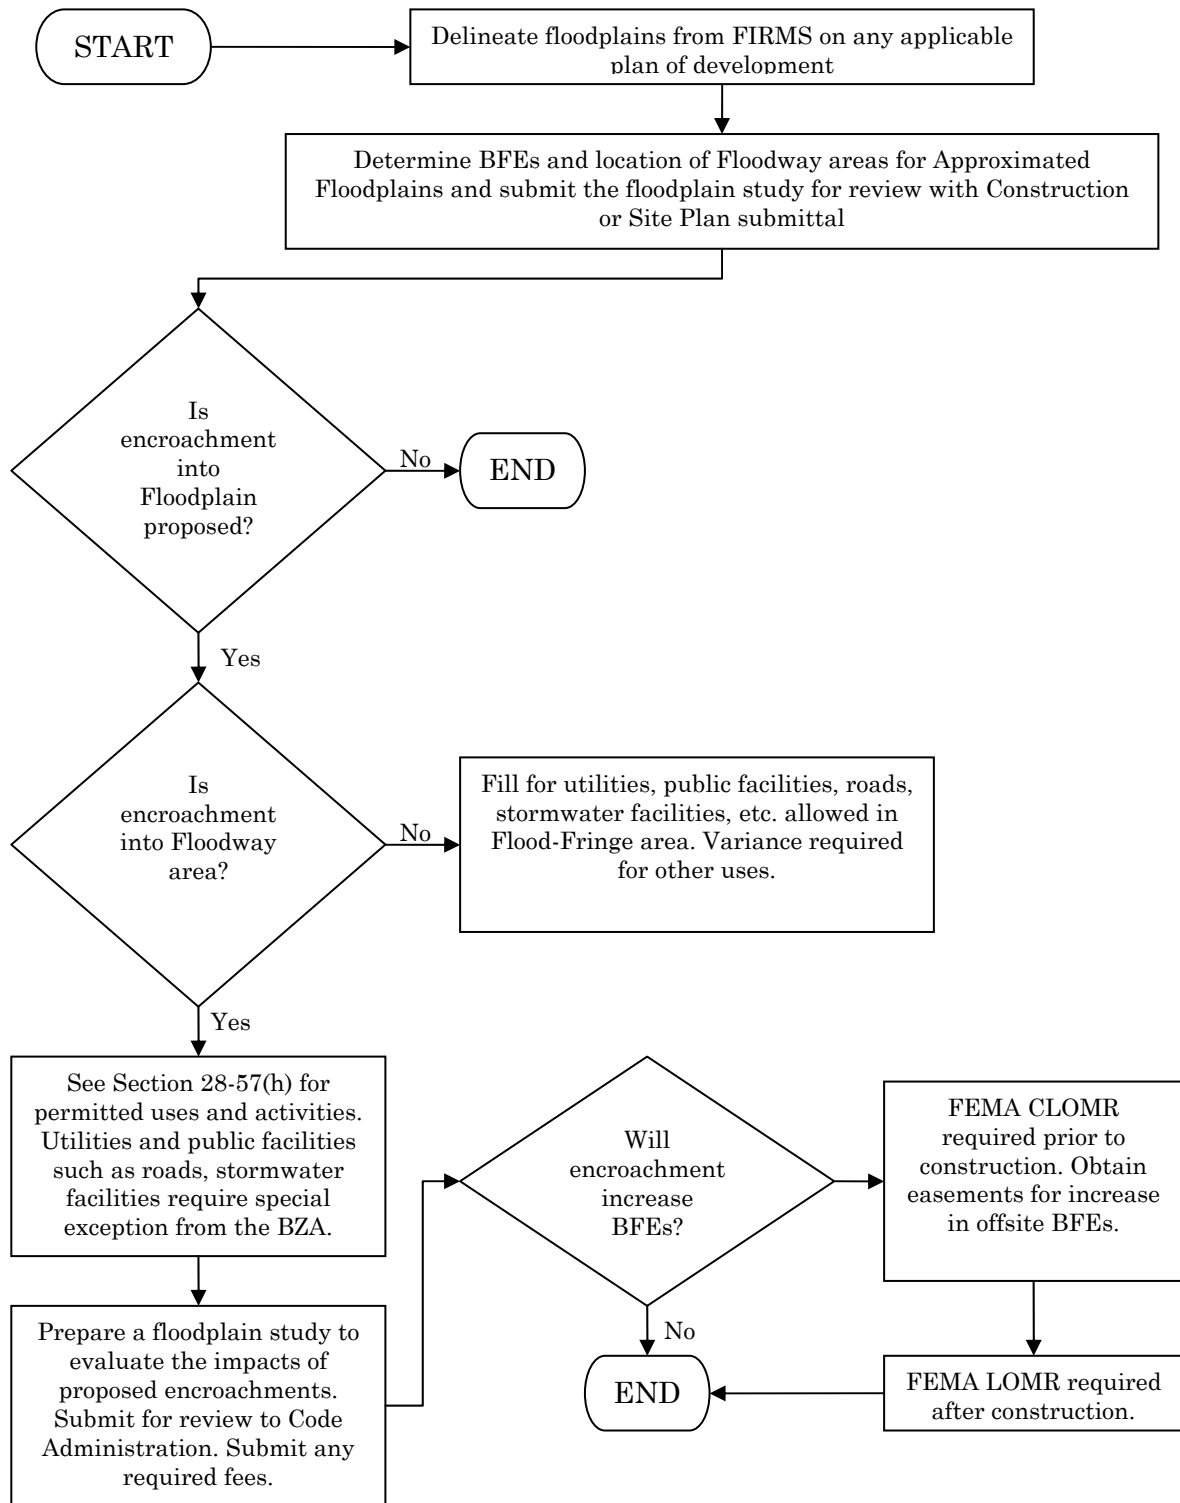 START
Delineate floodplains from FIRMS on any applicable
plan of development
Determine BFEs and location of Floodway areas for Approximated
Floodplains and submit the floodplain study for review with Construction
or Site Plan submittal
Is
encroachment
into
Floodplain
proposed?
No
END
Yes
Is
encroachment
into Floodway
area?
No
Fill for utilities, public facilities, roads,
stormwater facilities, etc. allowed in
Flood-Fringe area. Variance required
for other uses.
Yes
See Section 28-57(h) for
permitted uses and activities.
Utilities and public facilities
such as roads, stormwater
facilities require special
exception from the BZA.
Prepare a floodplain study to
evaluate the impacts of
proposed encroachments.
Submit for review to Code
Administration. Submit any
required fees.
Will
encroachment
increase
BFEs?
No
END
FEMA CLOMR
required prior to
construction. Obtain
easements for increase
in offsite BFEs.
FEMA LOMR required
after construction.